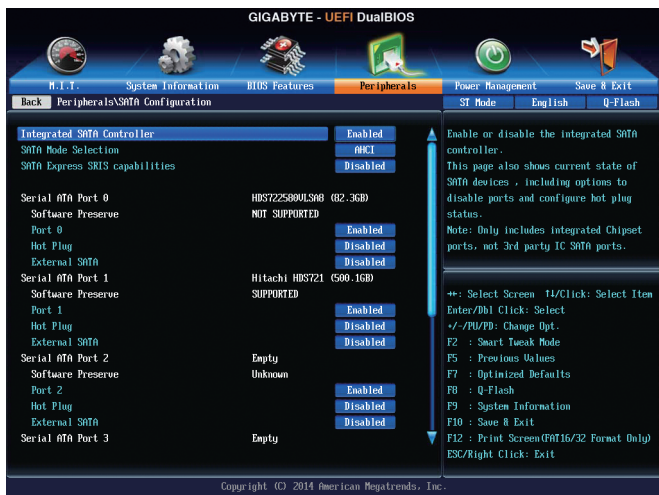 GIGABYTE - UEFI DualBIOS
M.I.T. System Information BIOS Features Peripherals Power Management Save & Exit
Back Peripherals\SATA Configuration ST Mode English Q-Flash
Integrated SATA Controller Enabled
SATA Mode Selection AHCI
SATA Express SRIS capabilities Disabled
Serial ATA Port 0 HDS722580VLSA8 (82.3GB)
Software Preserve NOT SUPPORTED
Port 0 Enabled
Hot Plug Disabled
External SATA Disabled
Serial ATA Port 1 Hitachi HDS721 (500.1GB)
Software Preserve SUPPORTED
Port 1 Enabled
Hot Plug Disabled
External SATA Disabled
Serial ATA Port 2 Empty
Software Preserve Unknown
Port 2 Enabled
Hot Plug Disabled
External SATA Disabled
Serial ATA Port 3 Empty
Enable or disable the integrated SATA
controller.
This page also shows current state of
SATA devices , including options to
disable ports and configure hot plug
status.
Note: Only includes integrated Chipset
ports, not 3rd party IC SATA ports.
→←: Select Screen ↑↓/Click: Select Item
Enter/Dbl Click: Select
+/-/PU/PD: Change Opt.
F2 : Smart Tweak Mode
F5 : Previous Values
F7 : Optimized Defaults
F8 : Q-Flash
F9 : System Information
F10 : Save & Exit
F12 : Print Screen(FAT16/32 Format Only)
ESC/Right Click: Exit
Copyright (C) 2014 American Megatrends, Inc.